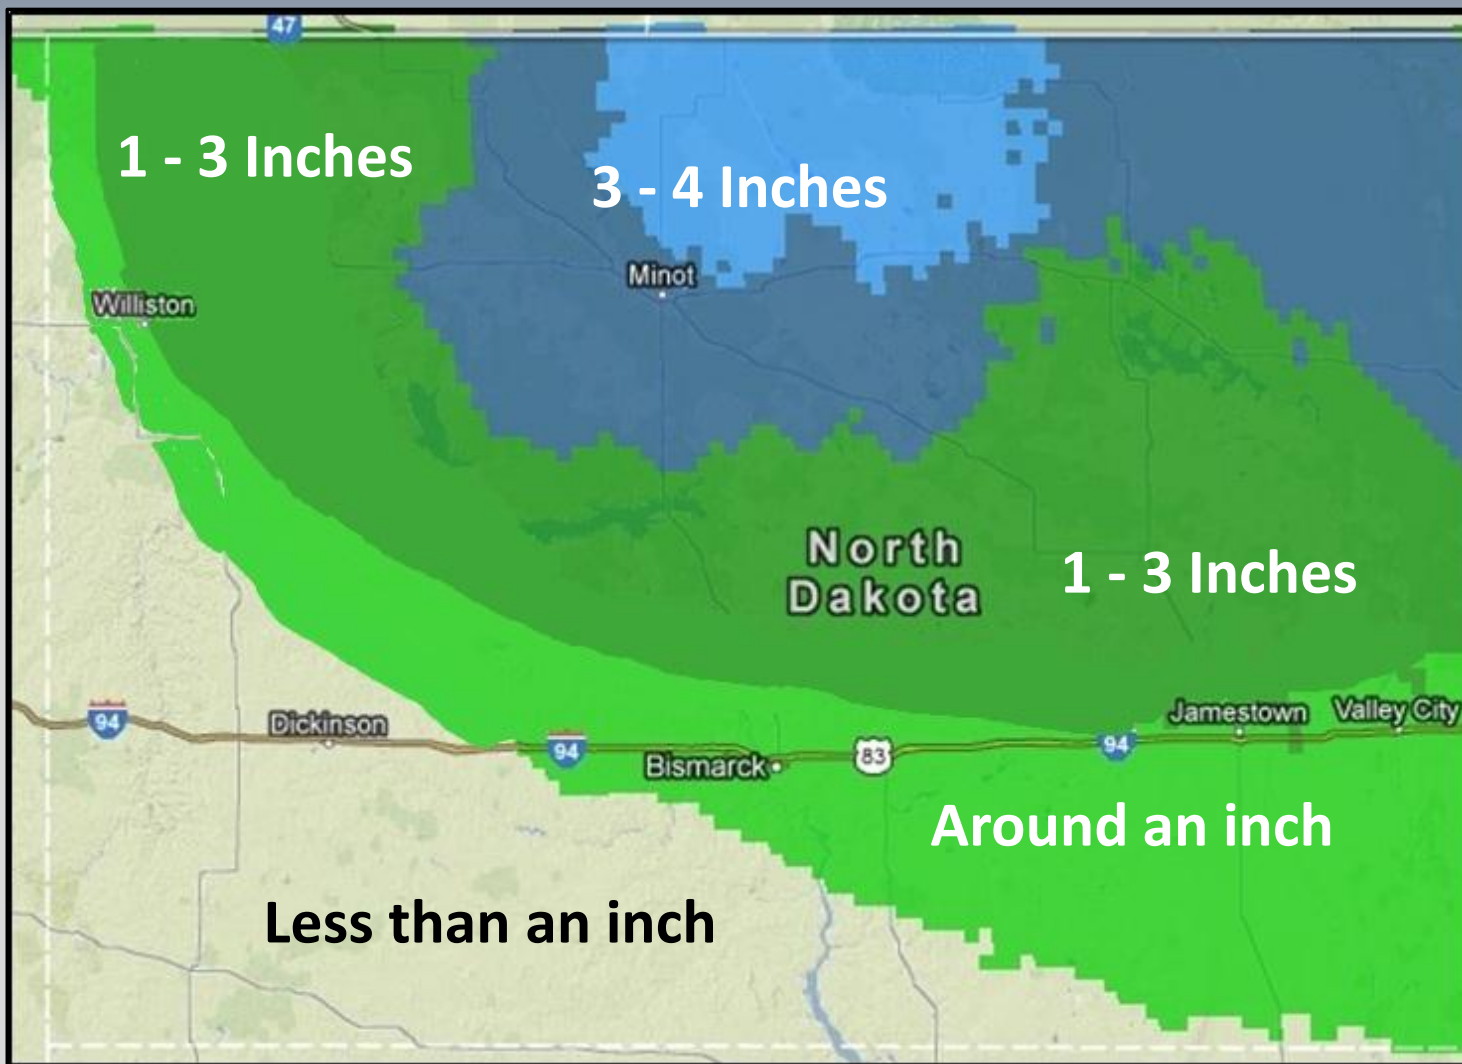 47
1 - 3 Inches
3 - 4 Inches
Minot
Williston
North
Dakota
1 - 3 Inches
94
Dickinson
94
Bismarck
83
94
Jamestown
Valley City
Around an inch
Less than an inch